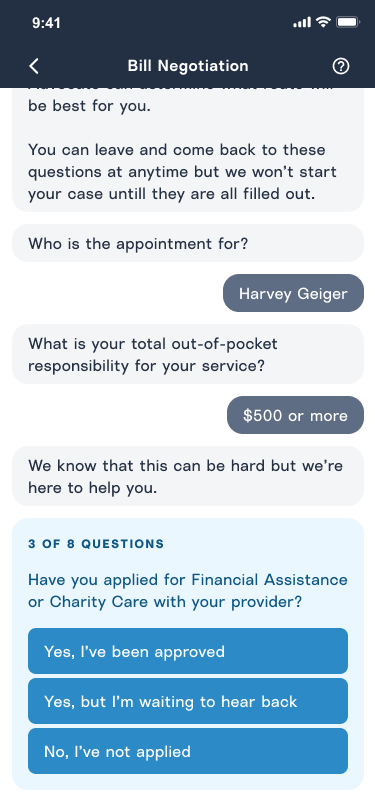 9:41
Bill Negotiation
be best for you.
You can leave and come back to these
questions at anytime but we won't start
your case untill they are all filled out.
Who is the appointment for?
Harvey Geiger
What is your total out-of-pocket
responsibility for your service?
$500 or more
We know that this can be hard but we're
here to help you.
3 OF 8 QUESTIONS
Have you applied for Financial Assistance
or Charity Care with your provider?
Yes, I've been approved
Yes, but I'm waiting to hear back
No, I've not applied